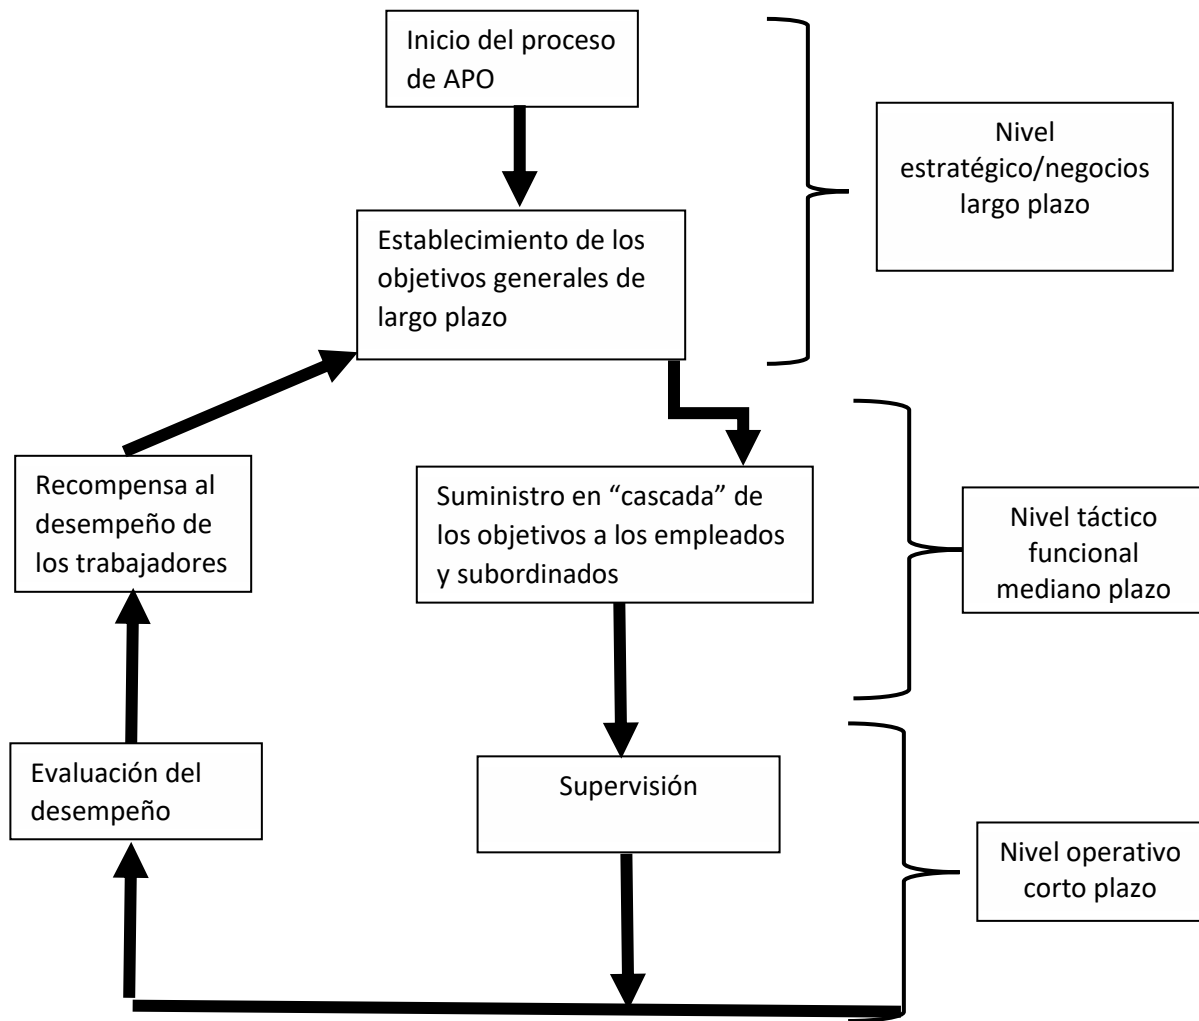 Inicio del proceso
de APO
Nivel
estratégico/negocios
largo plazo
Establecimiento de los
objetivos generales de
largo plazo
Recompensa al
desempeño de
los trabajadores
Suministro en “cascada” de
los objetivos a los empleados
y subordinados
Nivel táctico
funcional
mediano plazo
Evaluación del
desempeño
Supervisión
Nivel operativo
corto plazo